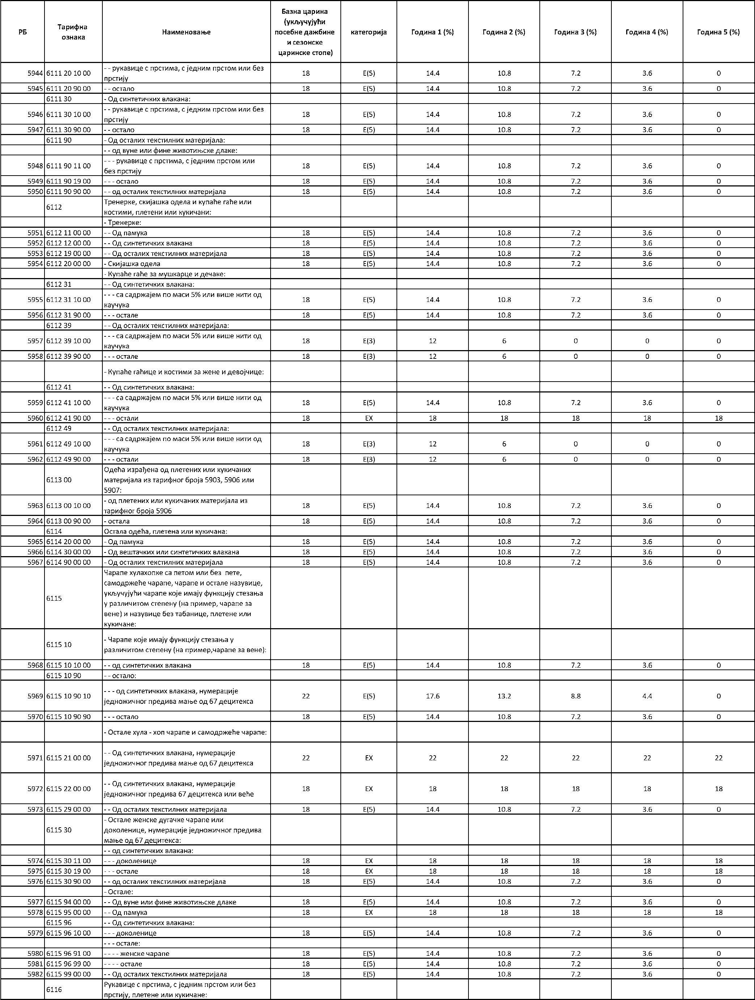 РБ Тарифна ознака Наименовање Базна царина (укључујући посебне дажбине и сезонске царинске стопе) категорија Година 1 (%) Година 2 (%) Година 3 (%) Година 4 (%) Година 5 (%)
5944 6111 20 10 00 - - рукавице с прстима, с једним прстом или без
прстију 18 E(5) 14.4 10.8 7.2 3.6 0
5945 6111 20 90 00 - - остало 18 E(5) 14.4 10.8 7.2 3.6 0
6111 30 - Од синтетичких влакана:
5946 6111 30 10 00 - - рукавице с прстима, с једним прстом или без
прстију 18 E(5) 14.4 10.8 7.2 3.6 0
5947 6111 30 90 00 - - остало 18 E(5) 14.4 10.8 7.2 3.6 0
6111 90 - Од осталих текстилних материјала:
- - од вуне или фине животињске длаке:
5948 6111 90 11 00 - - - рукавице с прстима, с једним прстом или
без прстију 18 E(5) 14.4 10.8 7.2 3.6 0
5949 6111 90 19 00 - - - остало 18 E(5) 14.4 10.8 7.2 3.6 0
5950 6111 90 90 00 - - од осталих текстилних материјала 18 E(5) 14.4 10.8 7.2 3.6 0
6112 Тренерке, скијашка одела и купаће гаће или
костими, плетени или кукичани:
- Тренерке:
5951 6112 11 00 00 - - Од памука 18 E(5) 14.4 10.8 7.2 3.6 0
5952 6112 12 00 00 - - Од синтетичких влакана 18 E(5) 14.4 10.8 7.2 3.6 0
5953 6112 19 00 00 - - Од осталих текстилних материјала 18 E(5) 14.4 10.8 7.2 3.6 0
5954 6112 20 00 00 - Скијашка одела 18 E(5) 14.4 10.8 7.2 3.6 0
- Купаће гаће за мушкарце и дечаке:
6112 31 - - Од синтетичких влакана:
5955 6112 31 10 00 - - - са садржајем по маси 5% или више нити од
каучука 18 E(5) 14.4 10.8 7.2 3.6 0
5956 6112 31 90 00 - - - остале 18 E(5) 14.4 10.8 7.2 3.6 0
6112 39 - - Од осталих текстилних материјала:
5957 6112 39 10 00 - - - са садржајем по маси 5% или више нити од
каучука 18 E(3) 12 6 0 0 0
5958 6112 39 90 00 - - - остале 18 E(3) 12 6 0 0 0
- Купаће гаћице и костими за жене и девојчице:
6112 41 - - Од синтетичких влакана:
5959 6112 41 10 00 - - - са садржајем по маси 5% или више нити од
каучука 18 E(5) 14.4 10.8 7.2 3.6 0
5960 6112 41 90 00 - - - остали 18 EX 18 18 18 18 18
6112 49 - - Од осталих текстилних материјала:
5961 6112 49 10 00 - - - са садржајем по маси 5% или више нити од
каучука 18 E(3) 12 6 0 0 0
5962 6112 49 90 00 - - - остали 18 E(3) 12 6 0 0 0
6113 00 Одећа израђена од плетених или кукичаних
материјала из тарифног броја 5903, 5906 или
5907:
5963 6113 00 10 00 - од плетених или кукичаних материјала из
тарифног броја 5906 18 E(5) 14.4 10.8 7.2 3.6 0
5964 6113 00 90 00 - остала 18 E(5) 14.4 10.8 7.2 3.6 0
6114 Остала одећа, плетена или кукичана:
5965 6114 20 00 00 - Од памука 18 E(5) 14.4 10.8 7.2 3.6 0
5966 6114 30 00 00 - Од вештачких или синтетичких влакана 18 E(5) 14.4 10.8 7.2 3.6 0
5967 6114 90 00 00 - Од осталих текстилних материјала 18 E(5) 14.4 10.8 7.2 3.6 0
6115 Чарапе хулахопке са петом или без пете,
самодржеће чарапе, чарапе и остале назувице,
укључујући чарапе које имају функцију стезања
у различитом степену (на пример, чарапе за
вене) и назувице без табанице, плетене или
кукичане:
6115 10 - Чарапе које имају функцију стезања у
различитом степену (на пример,чарапе за вене):
5968 6115 10 10 00 - - од синтетичких влакана 18 E(5) 14.4 10.8 7.2 3.6 0
6115 10 90 - - остало:
5969 6115 10 90 10 - - - од синтетичких влакана, нумерације
једножичног предива мање од 67 децитекса 22 E(5) 17.6 13.2 8.8 4.4 0
5970 6115 10 90 90 - - - остало 18 E(5) 14.4 10.8 7.2 3.6 0
- Остале хула - хоп чарапе и самодржеће чарапе:
5971 6115 21 00 00 - - Од синтетичких влакана, нумерације
једножичног предива мање од 67 децитекса 22 EX 22 22 22 22 22
5972 6115 22 00 00 - - Од синтетичких влакана, нумерације
једножичног предива 67 децитекса или веће 18 EX 18 18 18 18 18
5973 6115 29 00 00 - - Од осталих текстилних материјала 18 E(5) 14.4 10.8 7.2 3.6 0
6115 30 - Остале женске дугачке чарапе или
доколенице, нумерације једножичног предива
мање од 67 децитекса:
- - од синтетичких влакана:
5974 6115 30 11 00 - - - доколенице 18 EX 18 18 18 18 18
5975 6115 30 19 00 - - - остале 18 EX 18 18 18 18 18
5976 6115 30 90 00 - - од осталих текстилних материјала 18 E(5) 14.4 10.8 7.2 3.6 0
- Остале:
5977 6115 94 00 00 - - Од вуне или фине животињске длаке 18 E(5) 14.4 10.8 7.2 3.6 0
5978 6115 95 00 00 - - Од памука 18 EX 18 18 18 18 18
6115 96 - - Од синтетичких влакана:
5979 6115 96 10 00 - - - доколенице 18 E(5) 14.4 10.8 7.2 3.6 0
- - - остале:
5980 6115 96 91 00 - - - - женске чарапе 18 E(5) 14.4 10.8 7.2 3.6 0
5981 6115 96 99 00 - - - - остале 18 E(5) 14.4 10.8 7.2 3.6 0
5982 6115 99 00 00 - - Од осталих текстилних материјала 18 E(5) 14.4 10.8 7.2 3.6 0
6116 Рукавице с прстима, с једним прстом или без
прстију, плетене или кукичане: